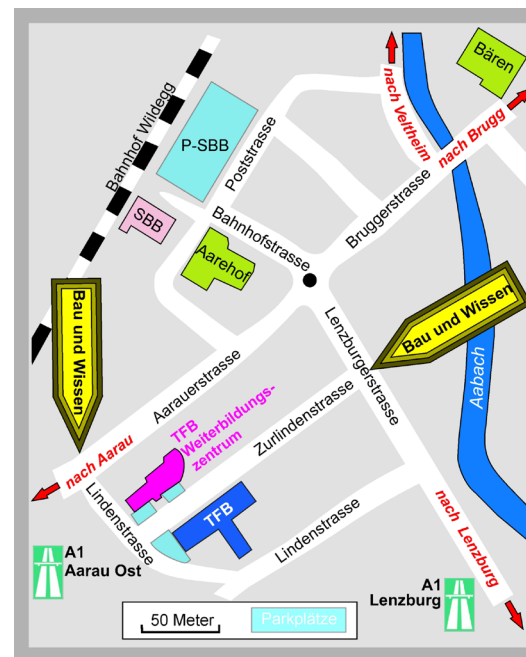 Bären
nach Veltheim
nach Brugg
Bahnhof Wildegg
P-SBB
Poststrasse
SBB
Bahnhofstrasse
Bruggerstrasse
Aarehof
Bau und Wissen
Bau und Wissen
Lenzburgerstrasse
Aabach
Aarauerstrasse
TFB
Weiterbildungs-
zentrum
Zurlindenstrasse
nach Aarau
Lindenstrasse
TFB
Lindenstrasse
nach Lenzburg
A1
Aarau Ost
A1
Lenzburg
50 Meter
Parkplätze